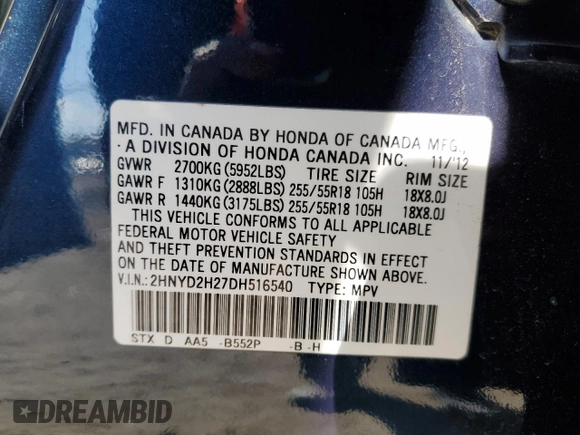 MFD. IN CANADA BY HONDA OF CANADA MFG.,
A DIVISION OF HONDA CANADA INC. 11/'12
GVWR 2700KG(5952LBS) TIRE SIZE RIM SIZE
GAWR F 1310KG(2888LBS) 255/55R18 105H 18X8.0J
GAWR R 1440KG(3175LBS) 255/55R18 105H 18X8.0J
THIS VEHICLE CONFORMS TO ALL APPLICABLE
FEDERAL MOTOR VEHICLE SAFETY
AND THEFT PREVENTION STANDARDS IN EFFECT
ON THE DATE OF MANUFACTURE SHOWN ABOVE.
V.I.N.:2HNYD2H27DH516540 TYPE: MPV
STX D AA5 -B552P -B -H
DREAMBID